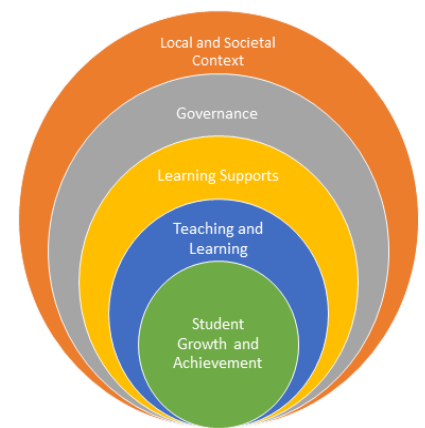 Local and Societal
Context
Governance
Learning Supports
Teaching and
Learning
Student
Growth and
Achievement